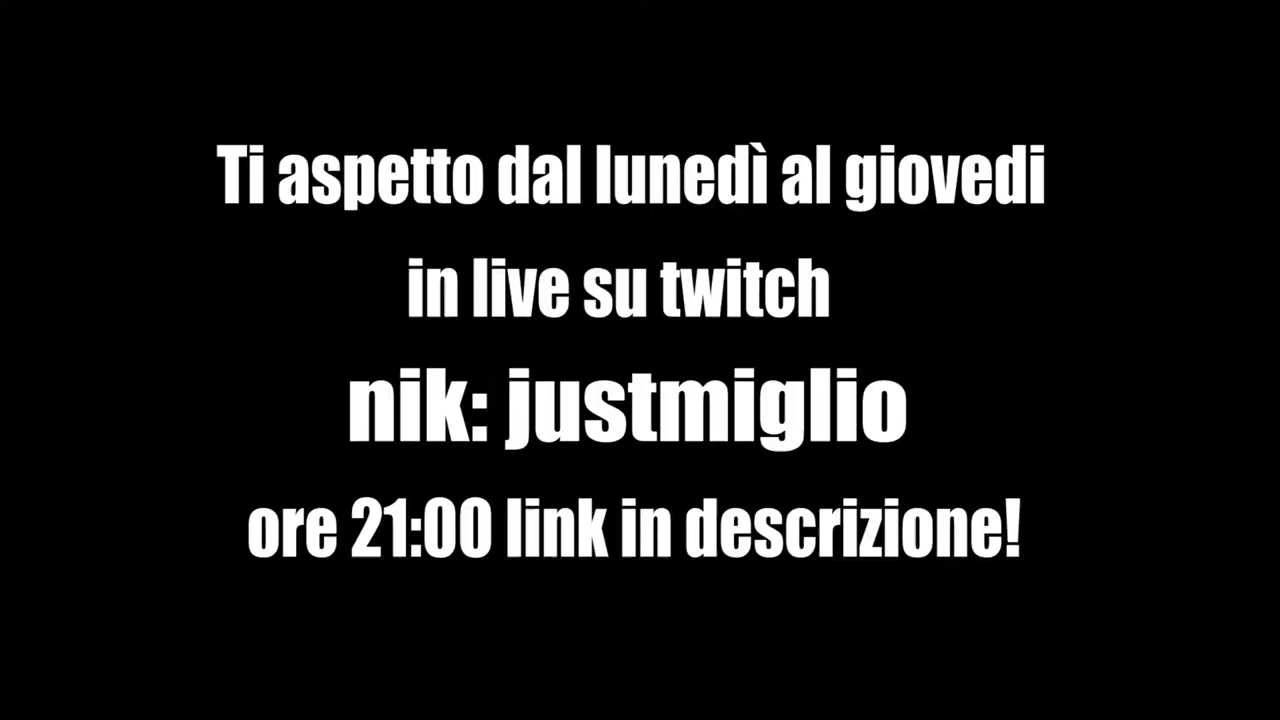 Ti aspetto dal lunedì al giovedi
in live su twitch
nik: justmiglio
ore 21:00 link in descrizione!